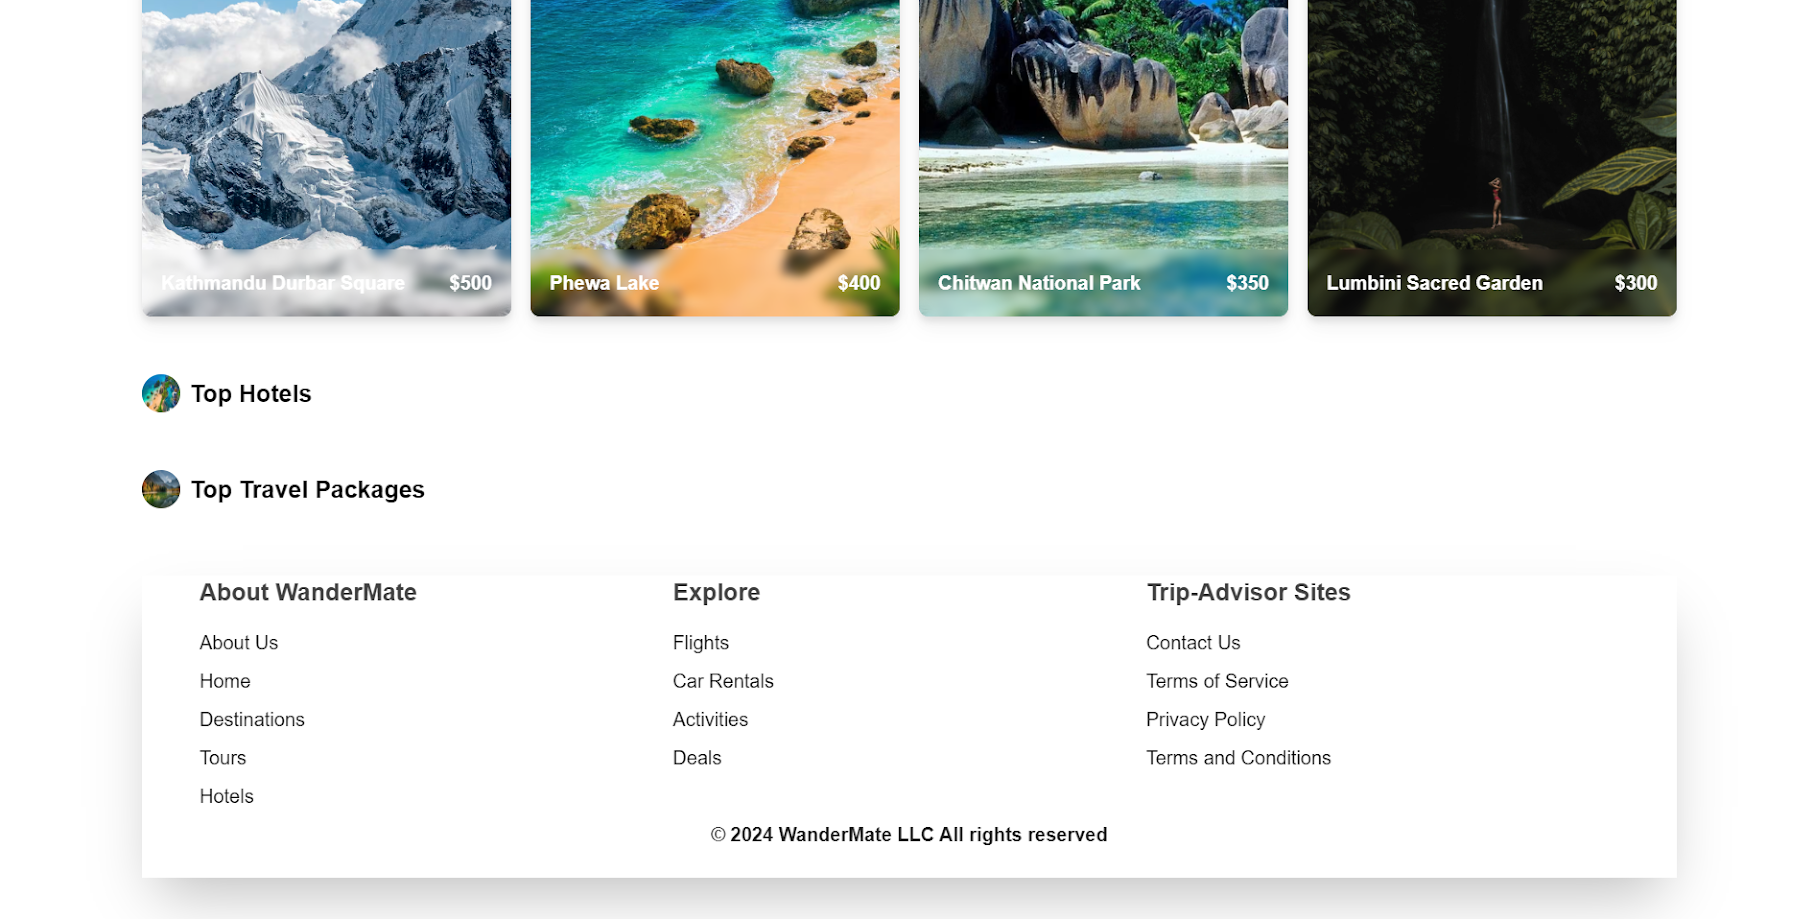 Kathmandu Durbar Square $500
Phewa Lake $400
Chitwan National Park $350
Lumbini Sacred Garden $300
Top Hotels
Top Travel Packages
About WanderMate
About Us
Home
Destinations
Tours
Hotels
Explore
Flights
Car Rentals
Activities
Deals
Trip-Advisor Sites
Contact Us
Terms of Service
Privacy Policy
Terms and Conditions
© 2024 WanderMate LLC All rights reserved